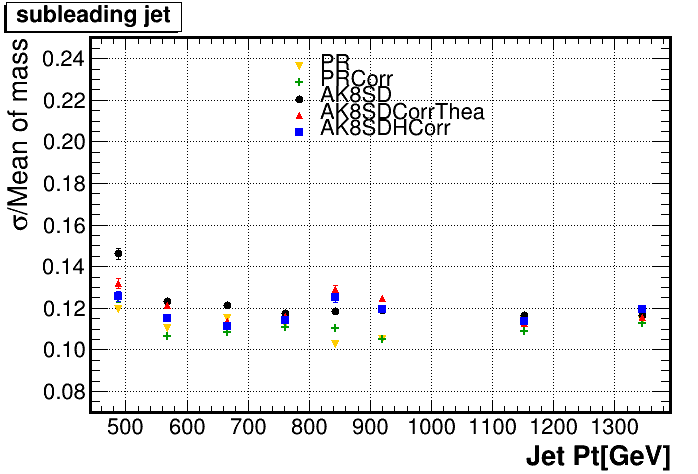 subleading jet
σ/Mean of mass
0.24
0.22
0.20
0.18
0.16
0.14
0.12
0.10
0.08
PR
PRCorr
AK8SD
AK8SDCorrThea
AK8SDHCorr
500 600 700 800 900 1000 1100 1200 1300
Jet Pt[GeV]